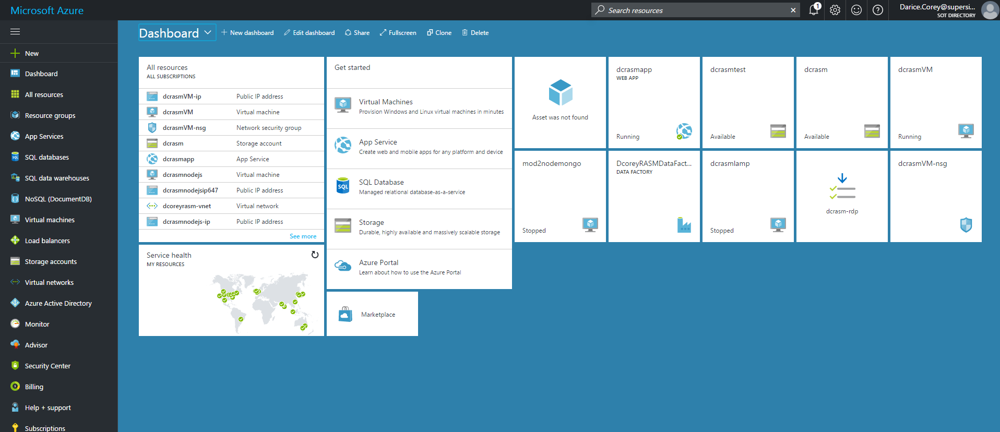 Microsoft Azure
Search resources
1
Darice.Corey@supersi...
SOT DIRECTORY
New
Dashboard
All resources
Resource groups
App Services
SQL databases
SQL data warehouses
NoSQL (DocumentDB)
Virtual machines
Load balancers
Storage accounts
Virtual networks
Azure Active Directory
Monitor
Advisor
Security Center
Billing
Help + support
Subscriptions
Dashboard
New dashboard
Edit dashboard
Share
Fullscreen
Clone
Delete
All resources
ALL SUBSCRIPTIONS
dcrasmVM-ip Public IP address
dcrasmVM Virtual machine
dcrasmVM-nsg Network security group
dcrasm Storage account
dcrasmapp App Service
dcrasmnodejs Virtual machine
dcrasmnodejsip647 Public IP address
dcoreyrasm-vnet Virtual network
dcrasmnodejs-ip Public IP address
See more
Service health
MY RESOURCES
Get started
Virtual Machines
Provision Windows and Linux virtual machines in minutes
App Service
Create web and mobile apps for any platform and device
SQL
SQL Database
Managed relational database-as-a-service
Storage
Durable, highly available and massively scalable storage
Azure Portal
Learn about how to use the Azure Portal
Marketplace
Asset was not found
dcrasmapp
WEB APP
Running
dcrasmtest
Available
dcrasm
Available
dcrasmVM
Running
mod2nodemongo
Stopped
DcoreyRASMDataFact...
DATA FACTORY
dcrasmlamp
Stopped
dcrasm-rdp
dcrasmVM-nsg